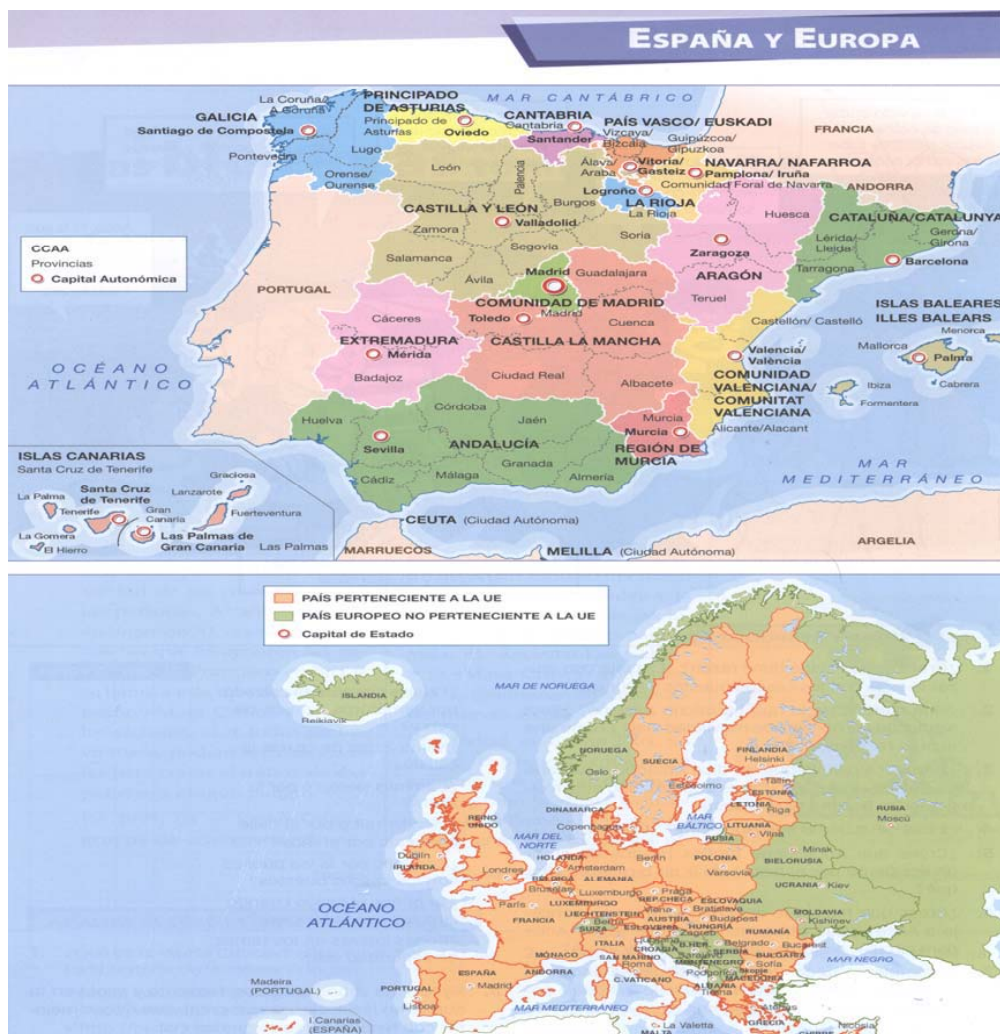 ESPAÑA Y EUROPA
MAR CANTÁBRICO
La Coruña/
A Coruña
GALICIA
Santiago de Compostela
Lugo
Pontevedra
Orense/
Ourense
PRINCIPADO
DE ASTURIAS
Principado de
Asturias
Oviedo
CANTABRIA
Cantabria
Santander
PAÍS VASCO/ EUSKADI
Vizcaya/
Bizcaia
Guipúzcoa/
Gipuzkoa
Álava/
Araba
Vitoria/
Gasteiz
NAVARRA/ NAFARROA
Pamplona/ Iruña
Comunidad Foral de Navarra
FRANCIA
ANDORRA
Logroño
LA RIOJA
La Rioja
León
Palencia
Burgos
CASTILLA Y LEÓN
Valladolid
Zamora
Soria
Segovia
Salamanca
Ávila
Huesca
Zaragoza
ARAGÓN
Teruel
CATALUÑA/CATALUNYA
Lérida/
Lleida
Gerona/
Girona
Tarragona
Barcelona
CCAA
Provincias
Capital Autonómica
PORTUGAL
Madrid
Guadalajara
COMUNIDAD DE MADRID
Madrid
Toledo
Cuenca
CASTILLA LA MANCHA
Ciudad Real
Albacete
Cáceres
EXTREMADURA
Mérida
Badajoz
Castellón/ Castelló
Valencia/
València
COMUNIDAD
VALENCIANA/
COMUNITAT
VALENCIANA
Alicante/Alacant
ISLAS BALEARES
ILLES BALEARS
Menorca
Mallorca
Palma
Cabrera
Ibiza
Formentera
OCÉANO
ATLÁNTICO
Huelva
Córdoba
Jaén
Sevilla
ANDALUCÍA
Granada
Cádiz
Málaga
Almería
Murcia
Murcia
REGIÓN DE
MURCIA
MAR
MEDITERRÁNEO
ISLAS CANARIAS
Santa Cruz de Tenerife
Graciosa
La Palma
Santa Cruz
de Tenerife
Lanzarote
Tenerife
Gran
Canaria
Fuerteventura
La Gomera
El Hierro
Las Palmas de
Gran Canaria
Las Palmas
CEUTA (Ciudad Autónoma)
MARRUECOS
MELILLA (Ciudad Autónoma)
ARGELIA
PAÍS PERTENECIENTE A LA UE
PAÍS EUROPEO NO PERTENECIENTE A LA UE
Capital de Estado
ISLANDIA
Reikiavik
MAR DE NORUEGA
NORUEGA
Oslo
SUECIA
Estocolmo
FINLANDIA
Helsinki
Tallin
ESTONIA
LETONIA
Riga
LITUANIA
Vilna
RUSIA
RUSIA
Moscú
DINAMARCA
Copenhague
MAR
BÁLTICO
MAR DEL
NORTE
REINO
UNIDO
Dublín
IRLANDA
Londres
HOLANDA
Amsterdam
BÉLGICA
Bruselas
ALEMANIA
Berlín
POLONIA
Varsovia
Minsk
BIELORUSIA
UCRANIA
Kiev
Luxemburgo
LUXEMBURGO
Praga
REP.CHECA
ESLOVAQUIA
Bratislava
París
FRANCIA
LIECHTENSTEIN
Berna
SUIZA
Viena
AUSTRIA
Budapest
HUNGRÍA
ESLOVENIA
MOLDAVIA
Kishinev
RUMANÍA
Bucarest
Liubliana
Zagreb
CROACIA
B.HER.
Sarajevo
Belgrado
SERBIA
MONTENEGRO
Podgorica
BULGARIA
Sofía
Skopje
MACEDONIA
ALBANIA
Tirana
GRECIA
Atenas
ITALIA
SAN MARINO
Roma
C.VATICANO
MÓNACO
ANDORRA
ESPAÑA
Madrid
PORTUGAL
Lisboa
OCÉANO
ATLÁNTICO
MAR NEGRO
MAR MEDITERRÁNEO
Madeira
(PORTUGAL)
I.Canarias
(ESPAÑA)
MALTA
La Valetta
CHIPRE
Nicosia